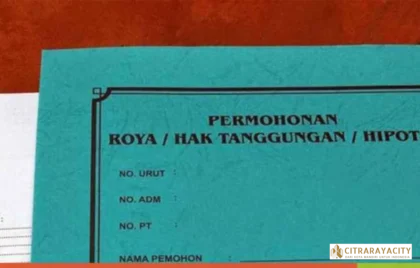 PERMOHONAN
ROYA / HAK TANGGUNGAN / HIPOT
NO. URUT :
NO. ADM :
NO. PT :
NAMA PEMOHON :
CITRARAYACITY